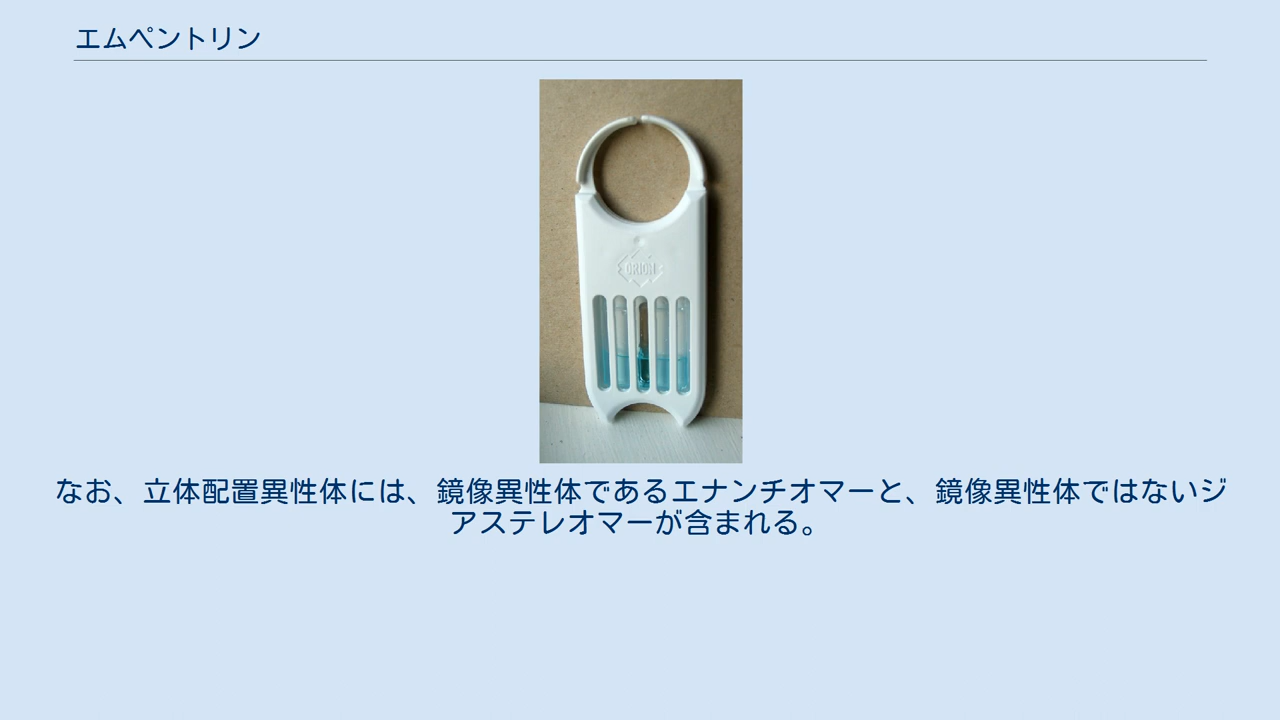 エムペントリン
ORION
なお、立体配置異性体には、鏡像異性体であるエナンチオマーと、鏡像異性体ではないジ
アステレオマーが含まれる。